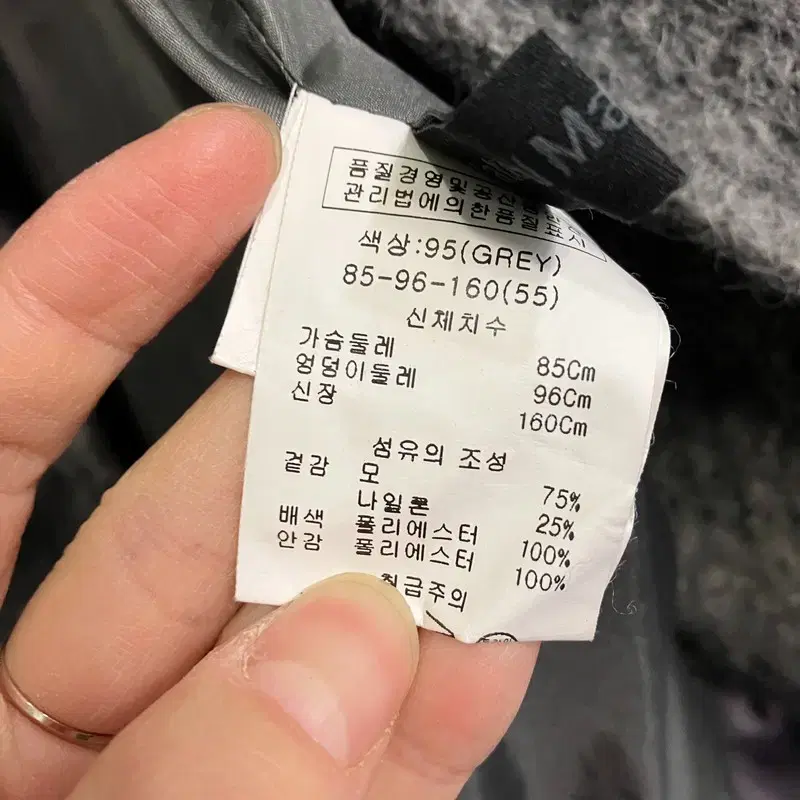 품질경영및공산
관리법에의한품질표시
색상:95(GREY)
85-96-160(55)
신체치수
가슴둘레 85Cm
엉덩이둘레 96Cm
신장 160Cm
섬유의 조성
겉감 모 75%
나일론 25%
배색 폴리에스터 100%
안감 폴리에스터 100%
취급주의